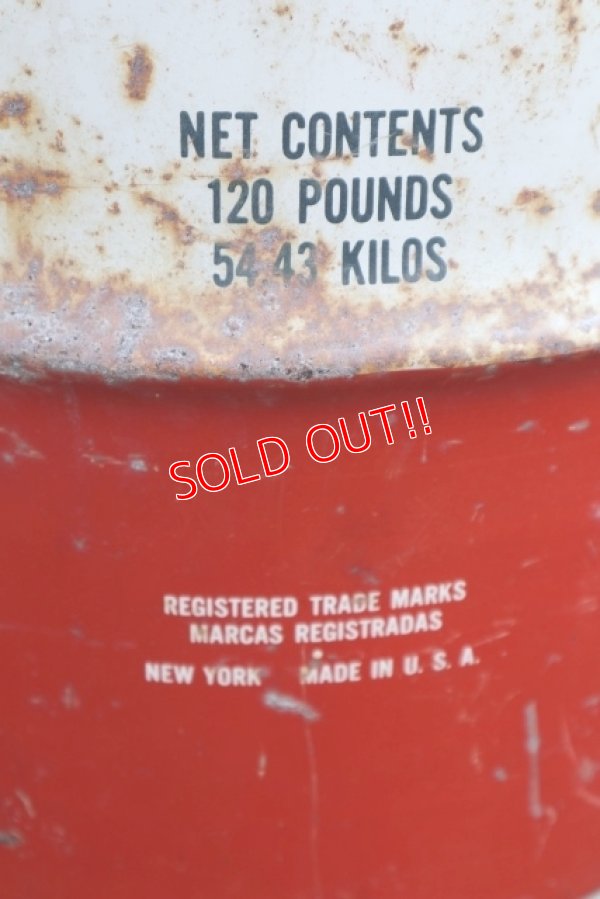 NET CONTENTS
120 POUNDS
54.43 KILOS
SOLD OUT!!
REGISTERED TRADE MARKS
MARCAS REGISTRADAS
NEW YORK MADE IN U. S. A.